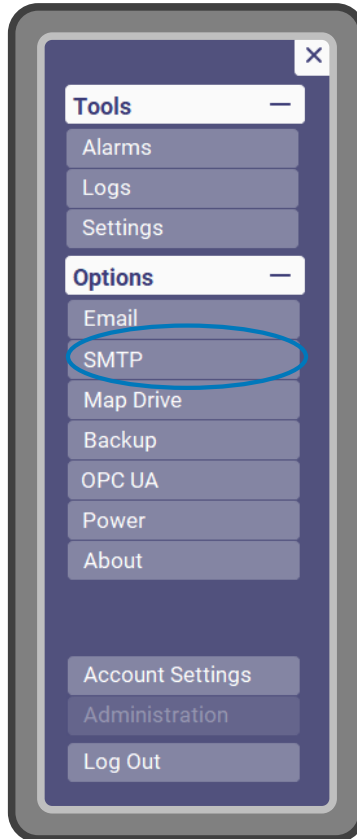 Tools
Alarms
Logs
Settings
Options
Email
SMTP
Map Drive
Backup
OPC UA
Power
About
Account Settings
Administration
Log Out